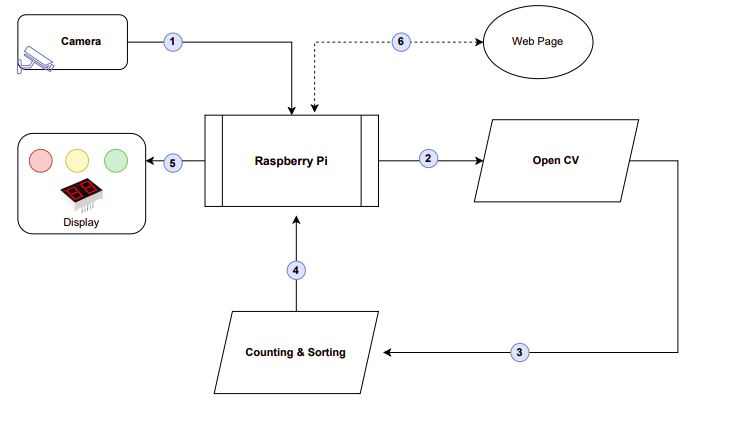 Camera
1
6
Web Page
5
Raspberry Pi
2
Open CV
Display
4
Counting & Sorting
3